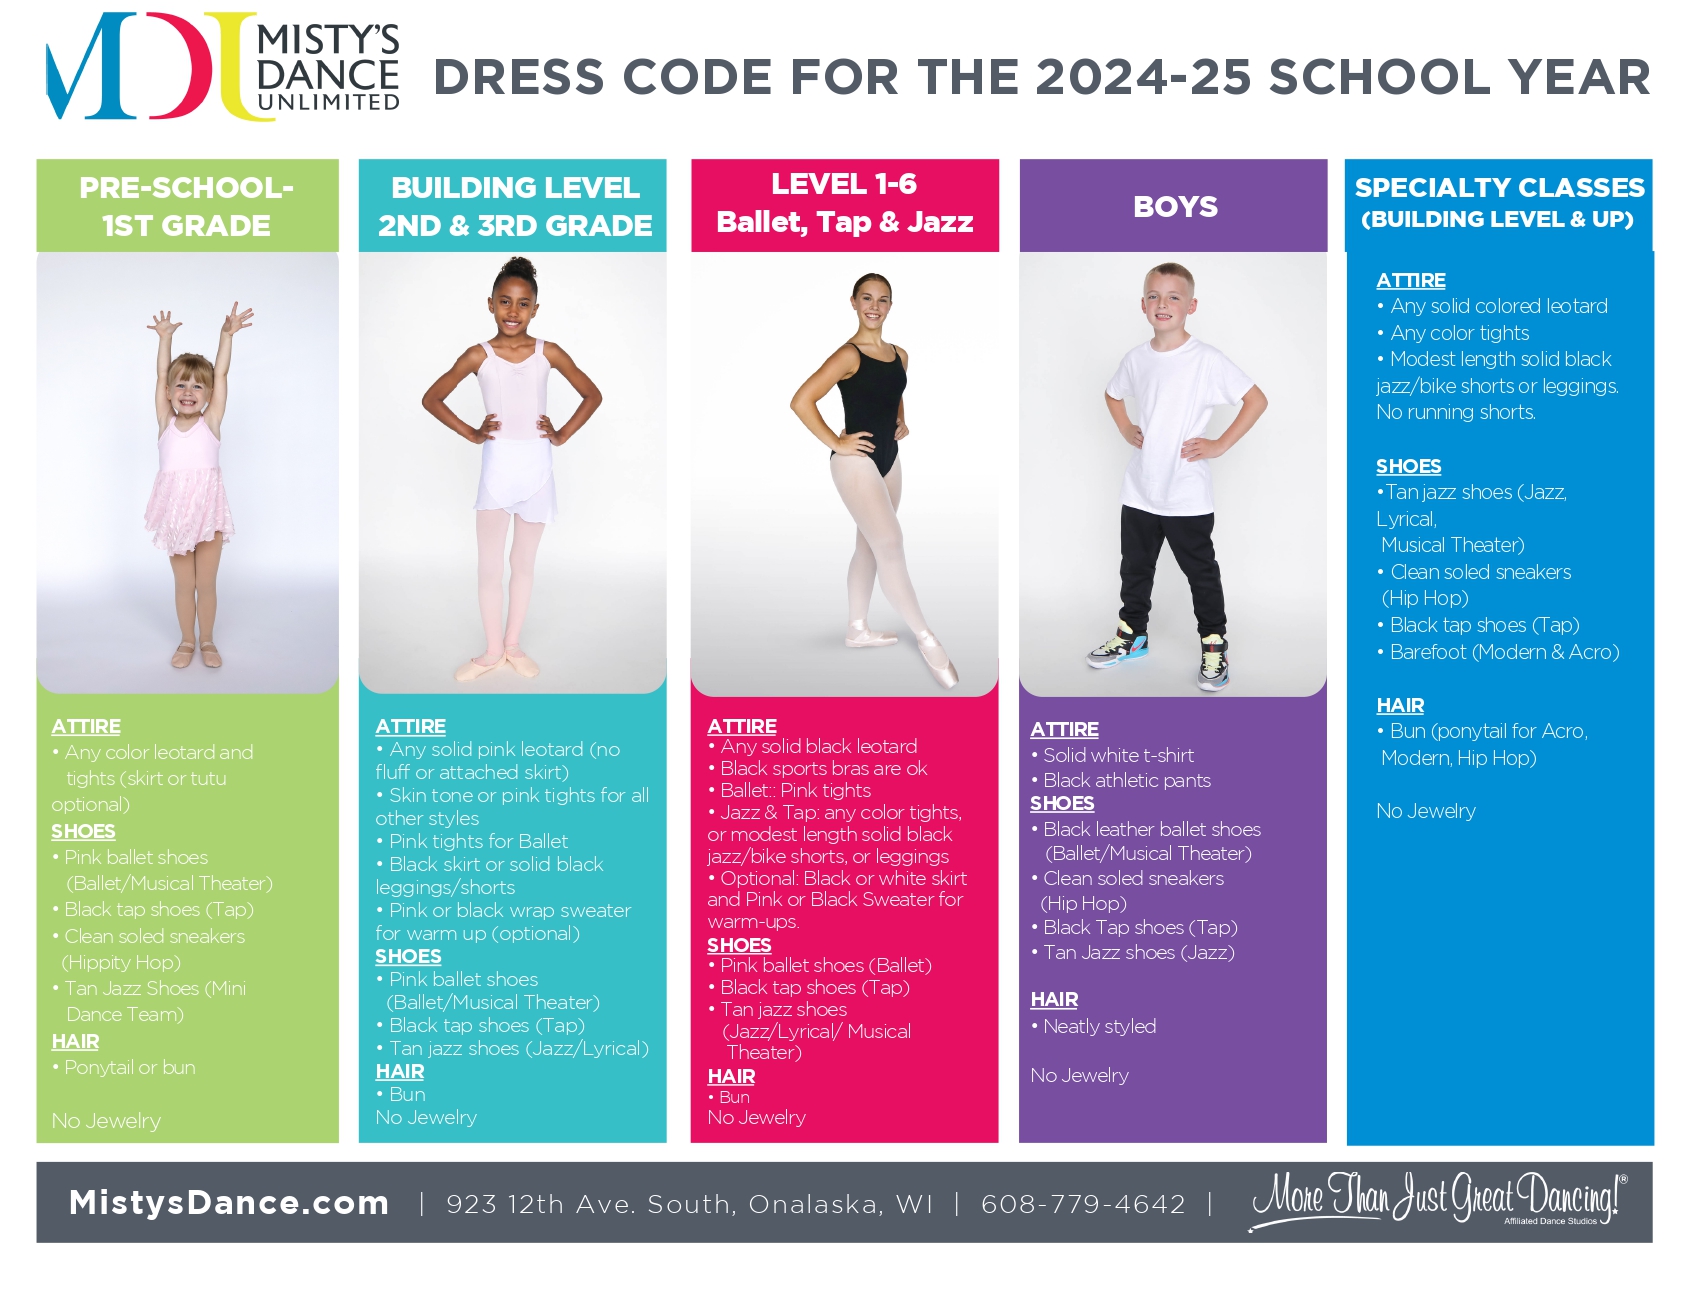 MDU
MISTY'S
DANCE
UNLIMITED
DRESS CODE FOR THE 2024-25 SCHOOL YEAR
PRE-SCHOOL-
1ST GRADE
ATTIRE
• Any color leotard and
tights (skirt or tutu
optional)
SHOES
• Pink ballet shoes
(Ballet/Musical Theater)
• Black tap shoes (Tap)
• Clean soled sneakers
(Hippity Hop)
• Tan Jazz Shoes (Mini
Dance Team)
HAIR
• Ponytail or bun
No Jewelry
BUILDING LEVEL
2ND & 3RD GRADE
ATTIRE
• Any solid pink leotard (no
fluff or attached skirt)
• Skin tone or pink tights for all
other styles
• Pink tights for Ballet
• Black skirt or solid black
leggings/shorts
• Pink or black wrap sweater
for warm up (optional)
SHOES
• Pink ballet shoes
(Ballet/Musical Theater)
• Black tap shoes (Tap)
• Tan jazz shoes (Jazz/Lyrical)
HAIR
• Bun
No Jewelry
LEVEL 1-6
Ballet, Tap & Jazz
ATTIRE
• Any solid black leotard
• Black sports bras are ok
• Ballet:: Pink tights
• Jazz & Tap: any color tights,
or modest length solid black
jazz/bike shorts, or leggings
• Optional: Black or white skirt
and Pink or Black Sweater for
warm-ups.
SHOES
• Pink ballet shoes (Ballet)
• Black tap shoes (Tap)
• Tan jazz shoes
(Jazz/Lyrical/ Musical
Theater)
HAIR
• Bun
No Jewelry
BOYS
ATTIRE
• Solid white t-shirt
• Black athletic pants
SHOES
• Black leather ballet shoes
(Ballet/Musical Theater)
• Clean soled sneakers
(Hip Hop)
• Black Tap shoes (Tap)
• Tan Jazz shoes (Jazz)
HAIR
• Neatly styled
No Jewelry
SPECIALTY CLASSES
(BUILDING LEVEL & UP)
ATTIRE
• Any solid colored leotard
• Any color tights
• Modest length solid black
jazz/bike shorts or leggings.
No running shorts.
SHOES
•Tan jazz shoes (Jazz,
Lyrical,
Musical Theater)
• Clean soled sneakers
(Hip Hop)
• Black tap shoes (Tap)
• Barefoot (Modern & Acro)
HAIR
• Bun (ponytail for Acro,
Modern, Hip Hop)
No Jewelry
MistysDance.com | 923 12th Ave. South, Onalaska, WI | 608-779-4642 |
More Than Just Great Dancing!®
Affiliated Dance Studios